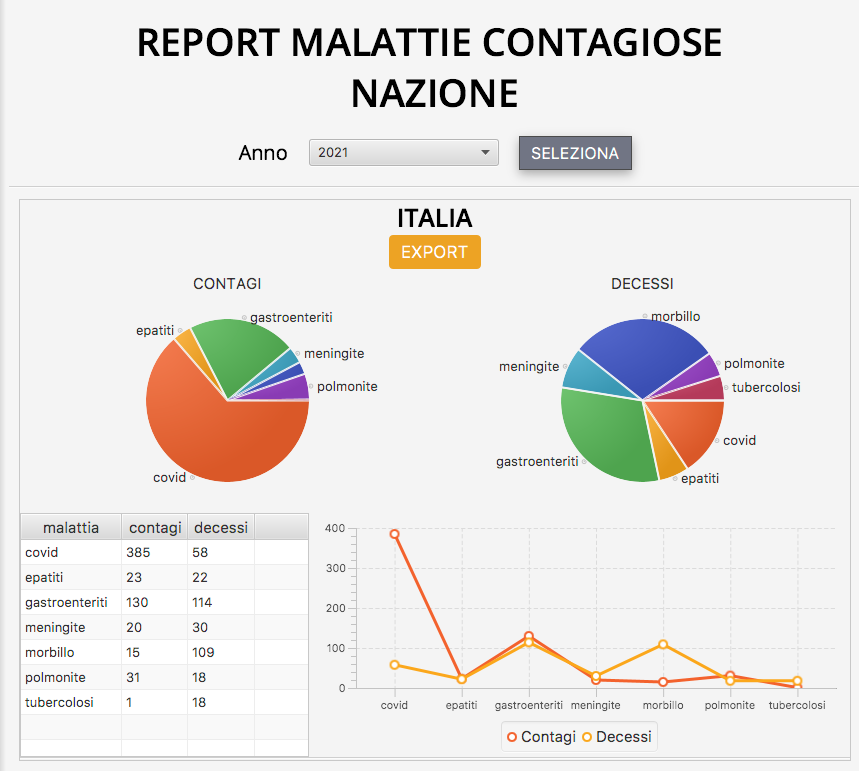 REPORT MALATTIE CONTAGIOSE
NAZIONE
Anno 2021 SELEZIONA
ITALIA
EXPORT
CONTAGI
gastroenteriti
epatiti
meningite
polmonite
covid
DECESSI
morbillo
polmonite
meningite
tubercolosi
covid
gastroenteriti
epatiti
malattia contagi decessi
covid 385 58
epatiti 23 22
gastroenteriti 130 114
meningite 20 30
morbillo 15 109
polmonite 31 18
tubercolosi 1 18
400
300
200
100
0
covid epatiti gastroenteriti meningite morbillo polmonite tubercolosi
Contagi Decessi